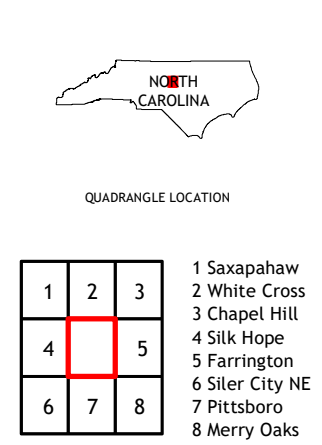 NORTH
CAROLINA
QUADRANGLE LOCATION
1 2 3
4 5
6 7 8
1 Saxapahaw
2 White Cross
3 Chapel Hill
4 Silk Hope
5 Farrington
6 Siler City NE
7 Pittsboro
8 Merry Oaks